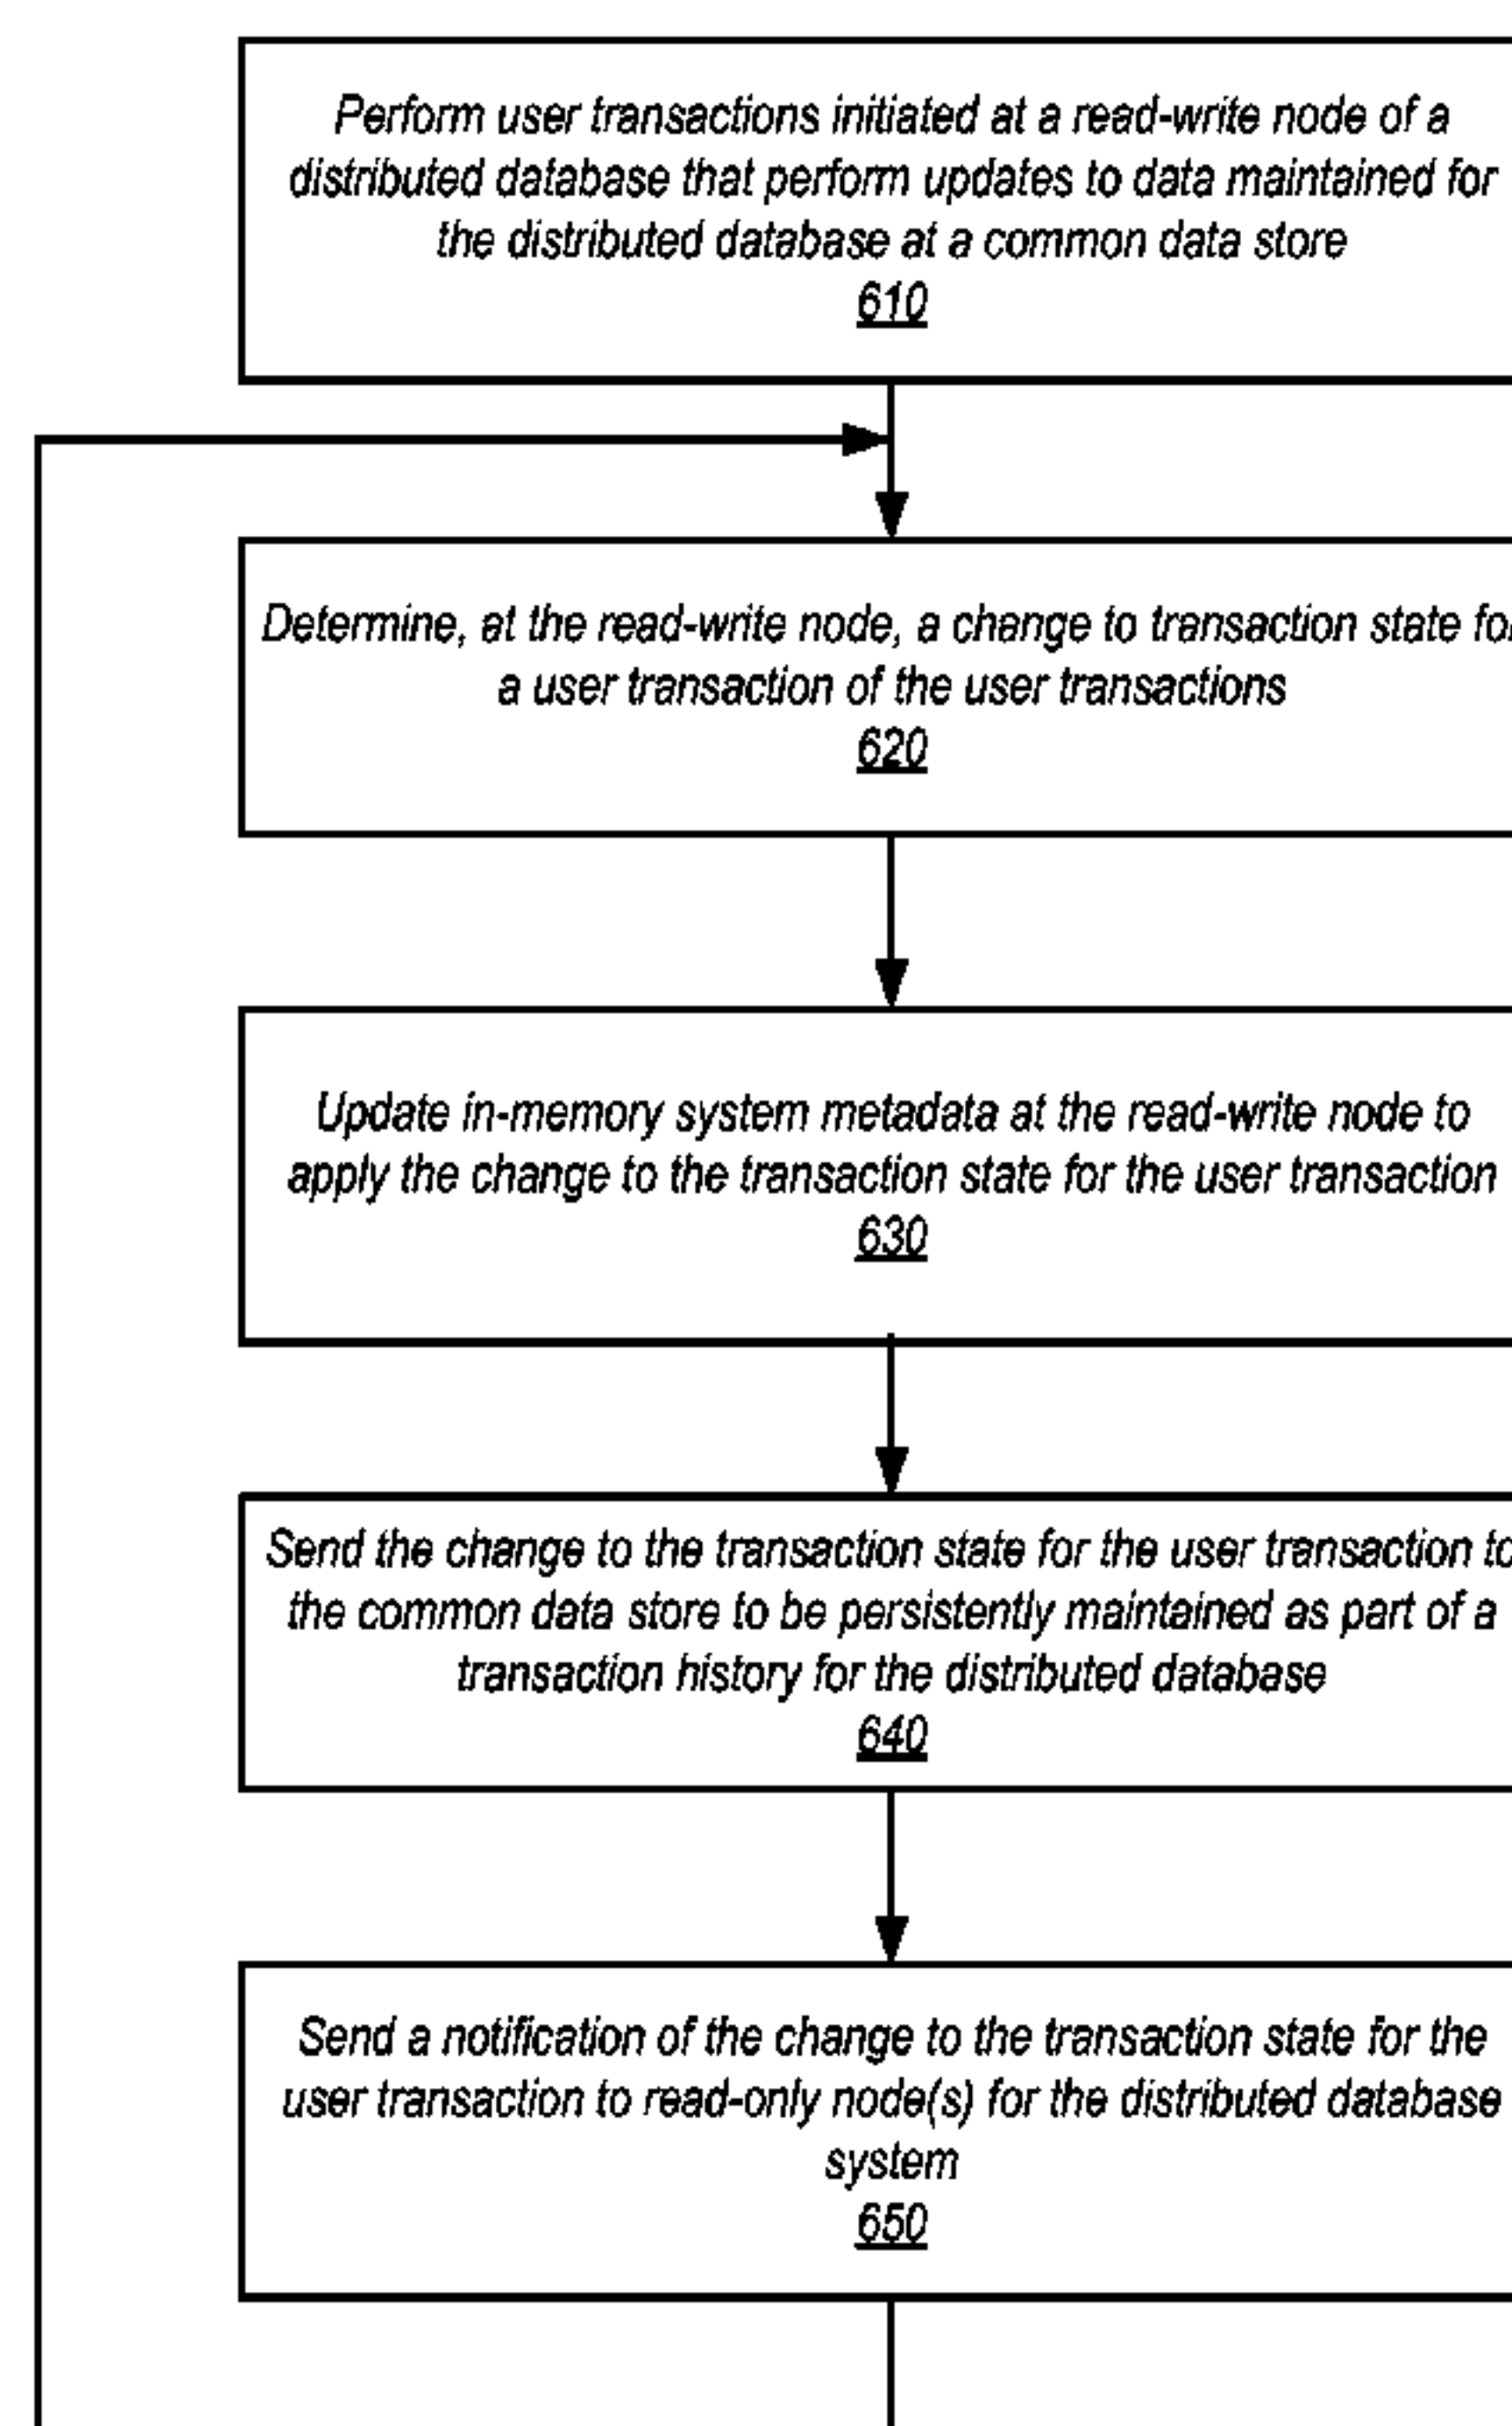 Perform user transactions initiated at a read-write node of a
distributed database that perform updates to data maintained for
the distributed database at a common data store
610
Determine, at the read-write node, a change to transaction state for
a user transaction of the user transactions
620
Update in-memory system metadata at the read-write node to
apply the change to the transaction state for the user transaction
630
Send the change to the transaction state for the user transaction to
the common data store to be persistently maintained as part of a
transaction history for the distributed database
640
Send a notification of the change to the transaction state for the
user transaction to read-only node(s) for the distributed database
system
650